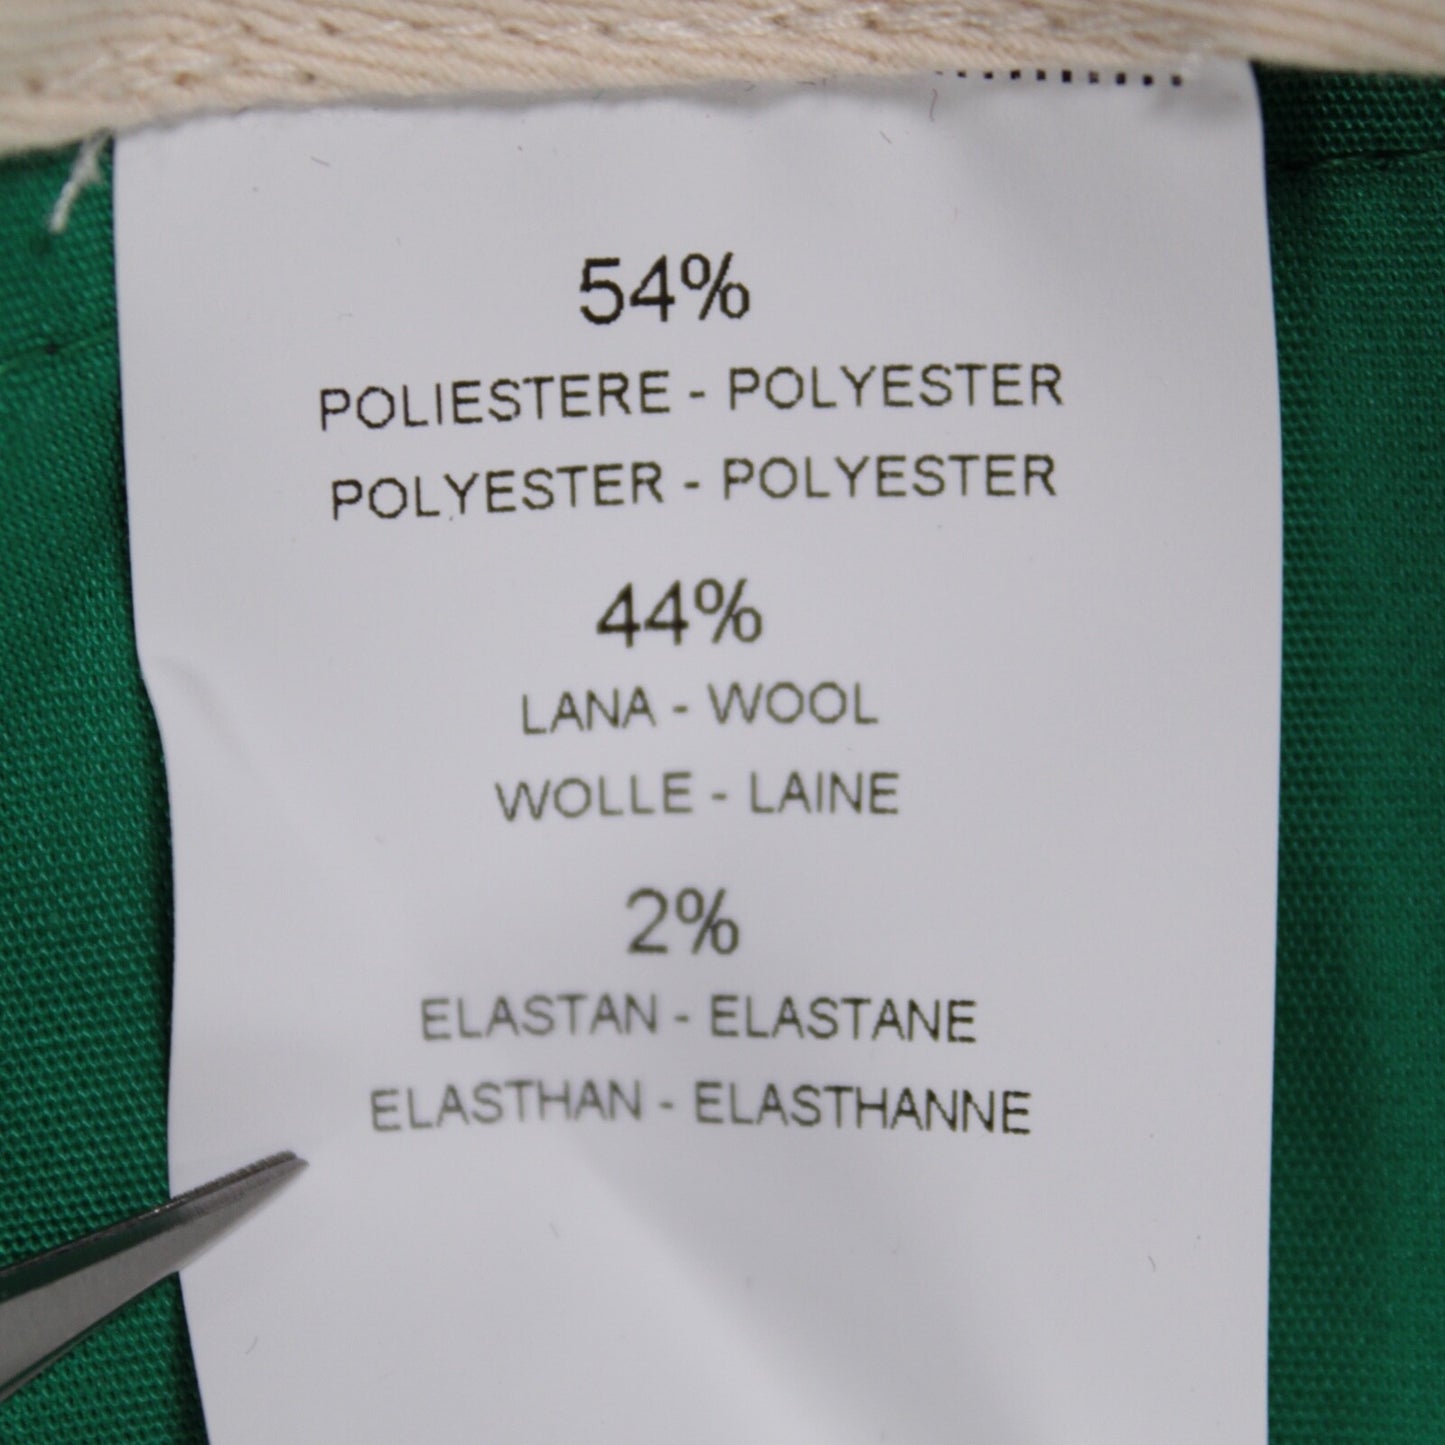 54%
POLIESTERE - POLYESTER
POLYESTER - POLYESTER
44%
LANA - WOOL
WOLLE - LAINE
2%
ELASTAN - ELASTANE
ELASTHAN - ELASTHANNE